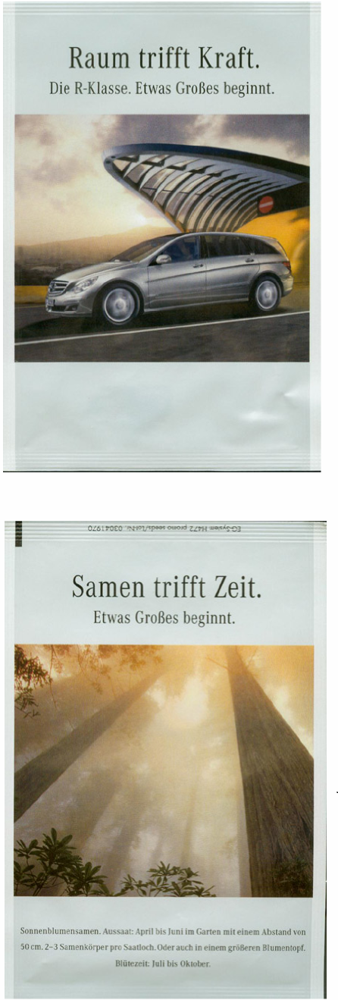 Raum trifft Kraft.
Die R-Klasse. Etwas Großes beginnt.
EG-System H472 promo seeds/Lot-Nr. 03041970
Samen trifft Zeit.
Etwas Großes beginnt.
Sonnenblumensamen. Aussaat: April bis Juni im Garten mit einem Abstand von
50 cm. 2–3 Samenkörper pro Saatloch. Oder auch in einem größeren Blumentopf.
Blütezeit: Juli bis Oktober.